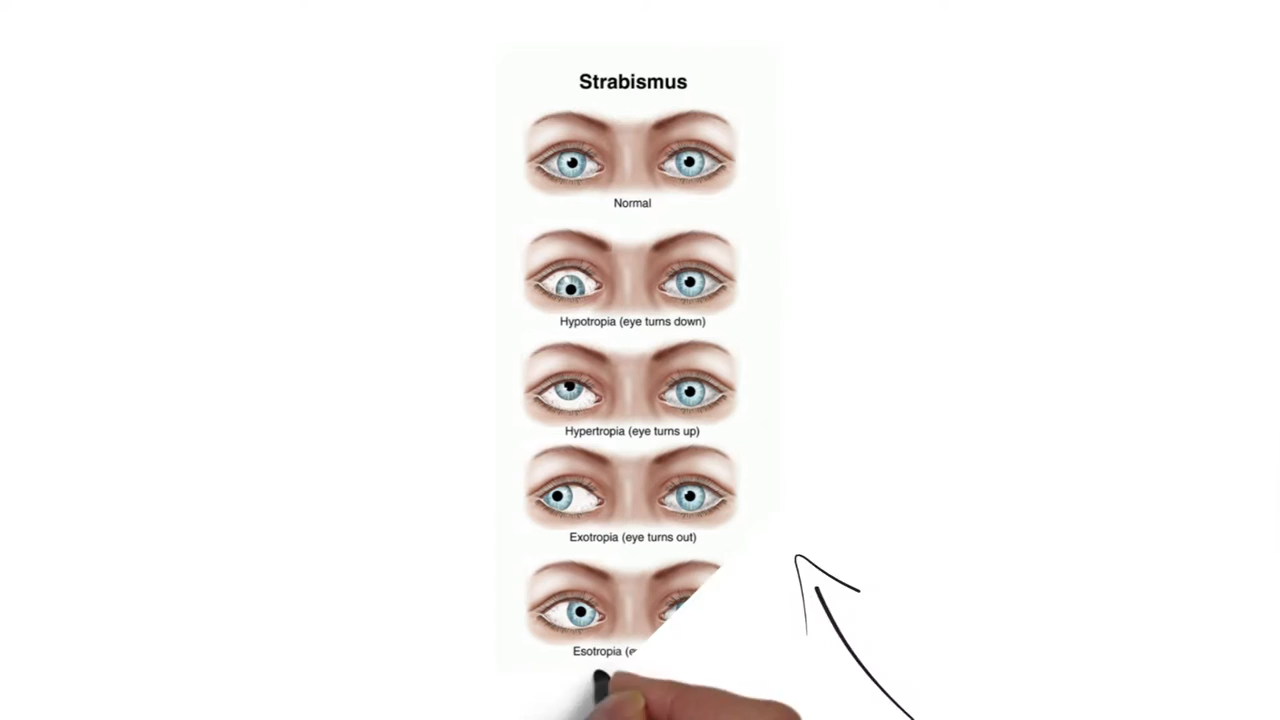 Strabismus
Normal
Hypotropia (eye turns down)
Hypertropia (eye turns up)
Exotropia (eye turns out)
Esotropia (e